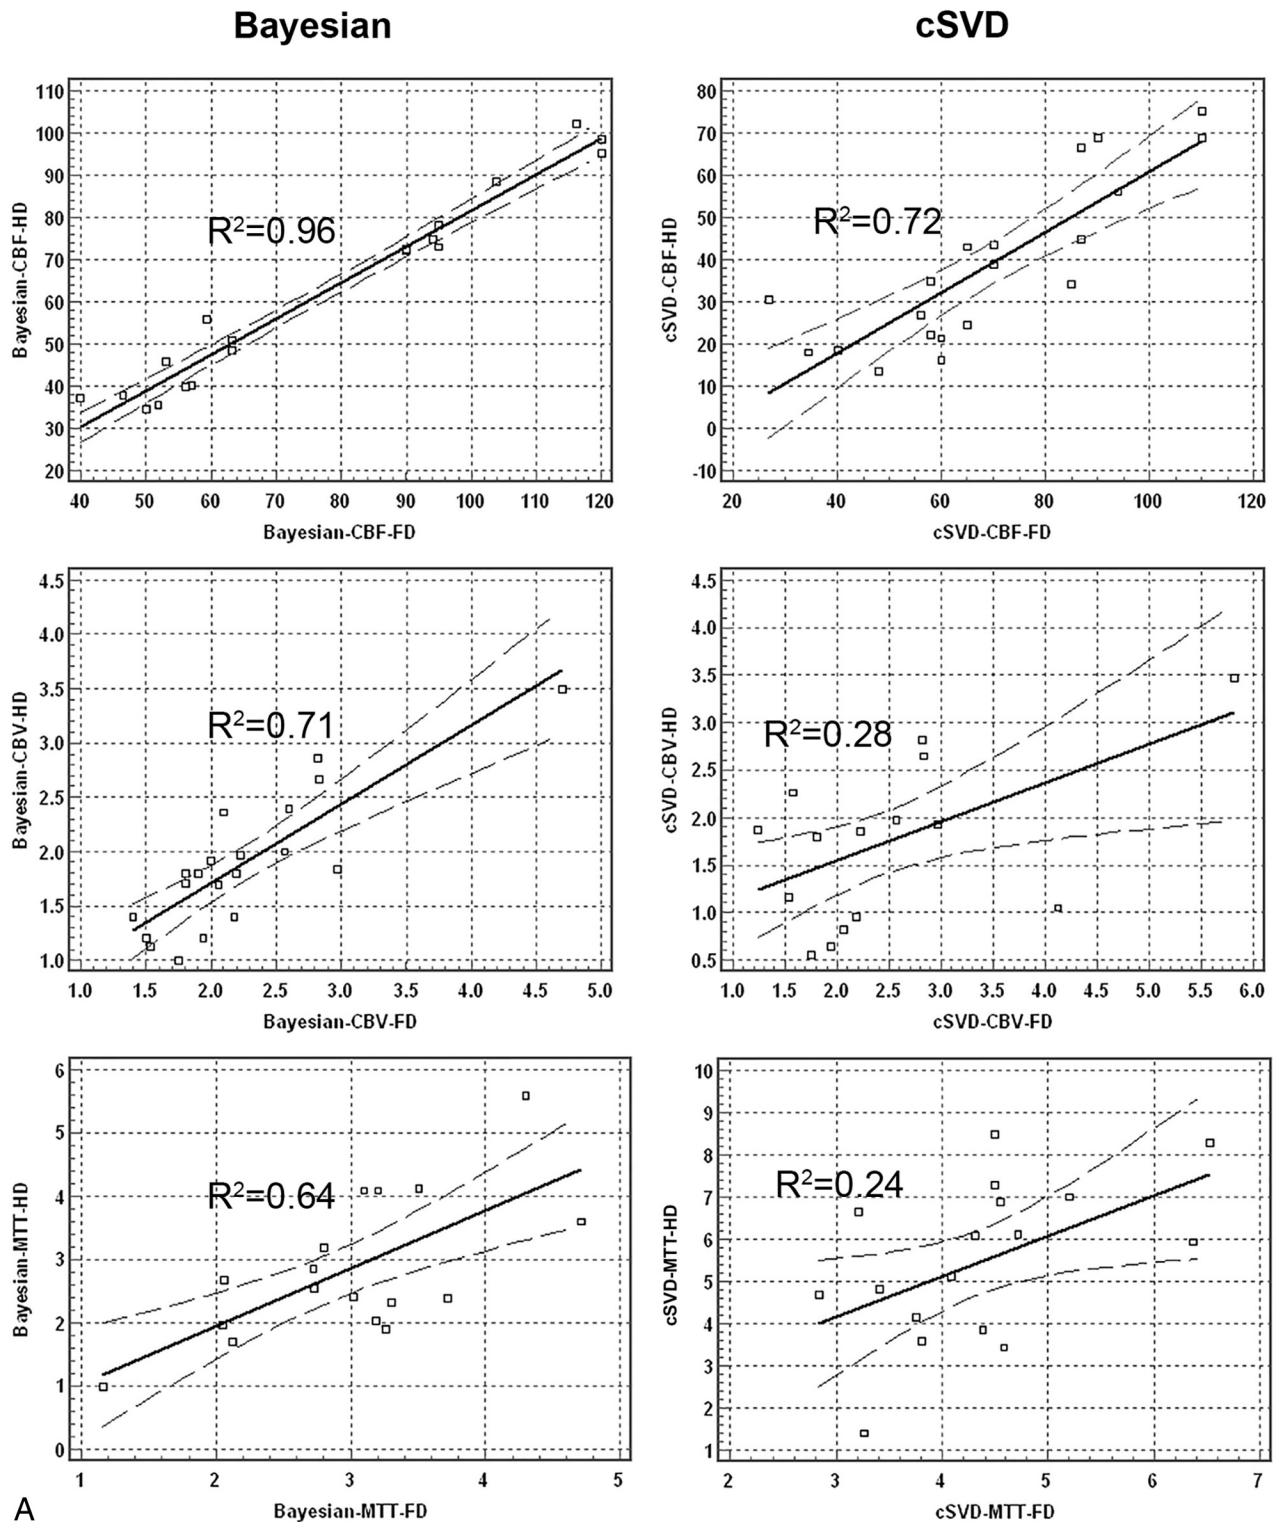 Bayesian
cSVD
110
100
90
80
70
60
50
40
30
20
Bayesian-CBF-HD
R²=0.96
40 50 60 70 80 90 100 110 120
Bayesian-CBF-FD
80
70
60
50
40
30
20
10
0
-10
cSVD-CBF-HD
R²=0.72
20 40 60 80 100 120
cSVD-CBF-FD
4.5
4.0
3.5
3.0
2.5
2.0
1.5
1.0
Bayesian-CBV-HD
R²=0.71
1.0 1.5 2.0 2.5 3.0 3.5 4.0 4.5 5.0
Bayesian-CBV-FD
4.5
4.0
3.5
3.0
2.5
2.0
1.5
1.0
0.5
cSVD-CBV-HD
R²=0.28
1.0 1.5 2.0 2.5 3.0 3.5 4.0 4.5 5.0 5.5 6.0
cSVD-CBV-FD
6
5
4
3
2
1
0
Bayesian-MTT-HD
R²=0.64
1 2 3 4 5
Bayesian-MTT-FD
10
9
8
7
6
5
4
3
2
1
cSVD-MTT-HD
R²=0.24
2 3 4 5 6 7
cSVD-MTT-FD
A